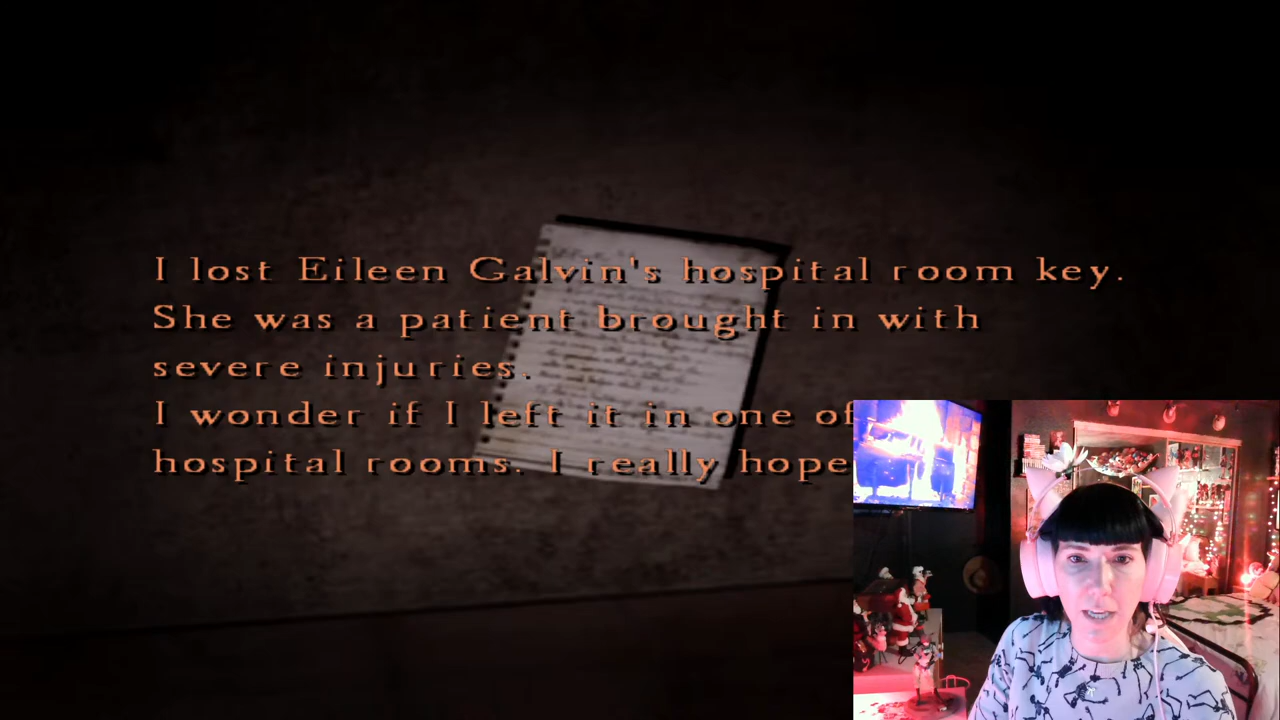 I lost Eileen Galvin's hospital room key.
She was a patient brought in with
severe injuries.
I wonder if I left it in one of
hospital rooms. I really hope